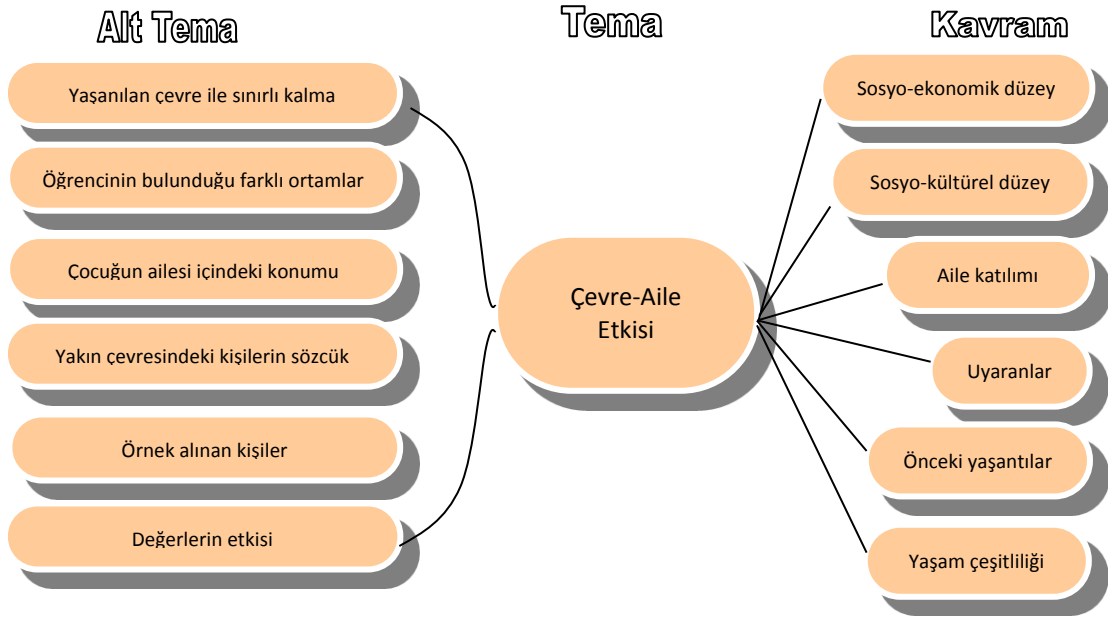 Alt Tema
Tema
Kavram
Yaşanılan çevre ile sınırlı kalma
Öğrencinin bulunduğu farklı ortamlar
Çocuğun ailesi içindeki konumu
Yakın çevresindeki kişilerin sözcük
Örnek alınan kişiler
Değerlerin etkisi
Çevre-Aile
Etkisi
Sosyo-ekonomik düzey
Sosyo-kültürel düzey
Aile katılımı
Uyaranlar
Önceki yaşantılar
Yaşam çeşitliliği